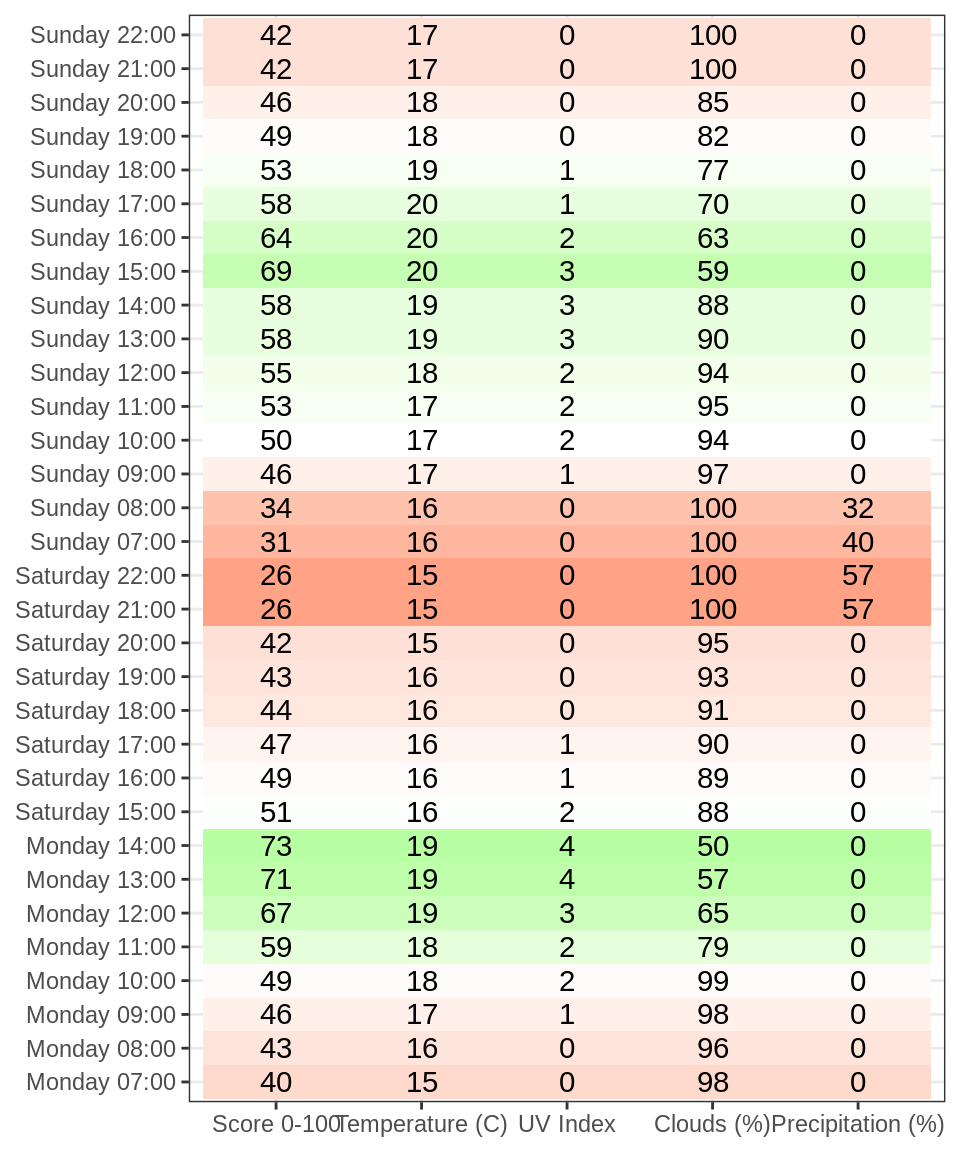 Sunday 22:00 42 17 0 100 0
Sunday 21:00 42 17 0 100 0
Sunday 20:00 46 18 0 85 0
Sunday 19:00 49 18 0 82 0
Sunday 18:00 53 19 1 77 0
Sunday 17:00 58 20 1 70 0
Sunday 16:00 64 20 2 63 0
Sunday 15:00 69 20 3 59 0
Sunday 14:00 58 19 3 88 0
Sunday 13:00 58 19 3 90 0
Sunday 12:00 55 18 2 94 0
Sunday 11:00 53 17 2 95 0
Sunday 10:00 50 17 2 94 0
Sunday 09:00 46 17 1 97 0
Sunday 08:00 34 16 0 100 32
Sunday 07:00 31 16 0 100 40
Saturday 22:00 26 15 0 100 57
Saturday 21:00 26 15 0 100 57
Saturday 20:00 42 15 0 95 0
Saturday 19:00 43 16 0 93 0
Saturday 18:00 44 16 0 91 0
Saturday 17:00 47 16 1 90 0
Saturday 16:00 49 16 1 89 0
Saturday 15:00 51 16 2 88 0
Monday 14:00 73 19 4 50 0
Monday 13:00 71 19 4 57 0
Monday 12:00 67 19 3 65 0
Monday 11:00 59 18 2 79 0
Monday 10:00 49 18 2 99 0
Monday 09:00 46 17 1 98 0
Monday 08:00 43 16 0 96 0
Monday 07:00 40 15 0 98 0
Score 0-100 Temperature (C) UV Index Clouds (%) Precipitation (%)